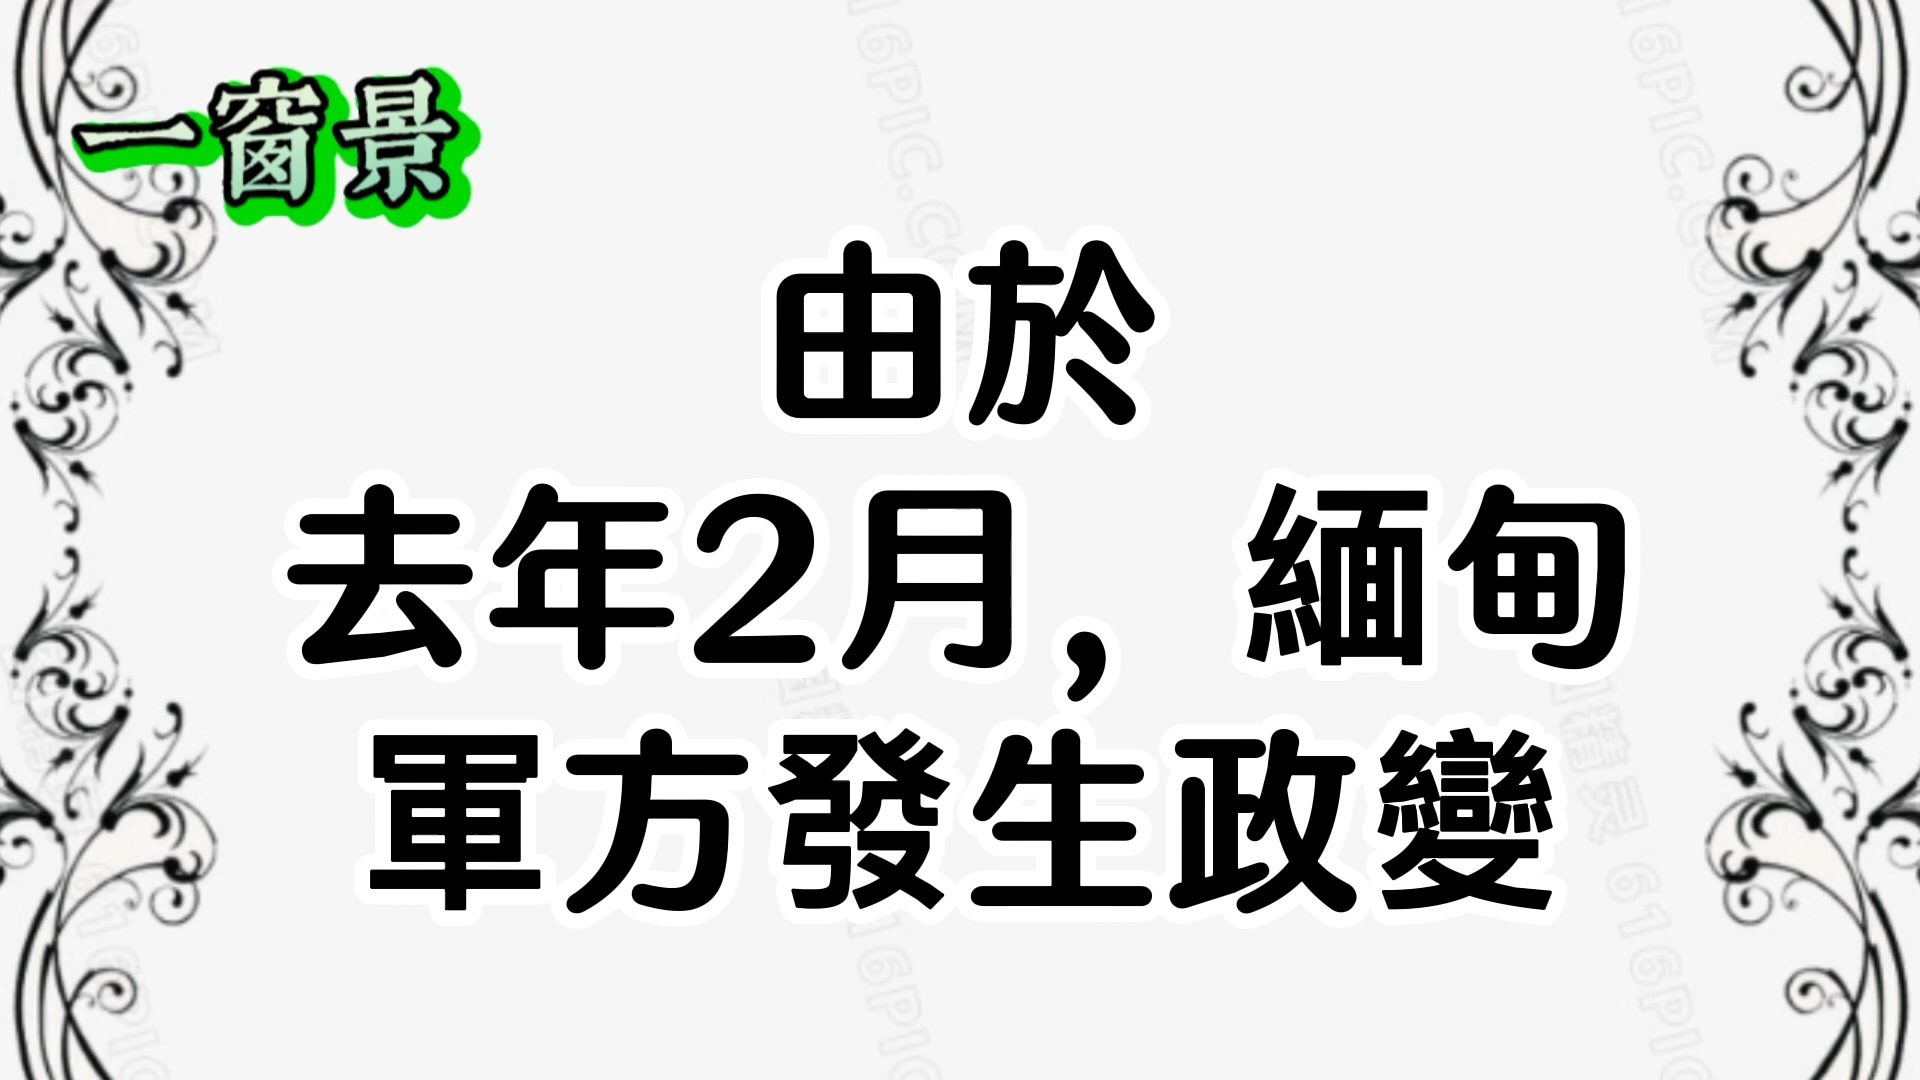 一窗景
由於
去年2月，緬甸
軍方發生政變